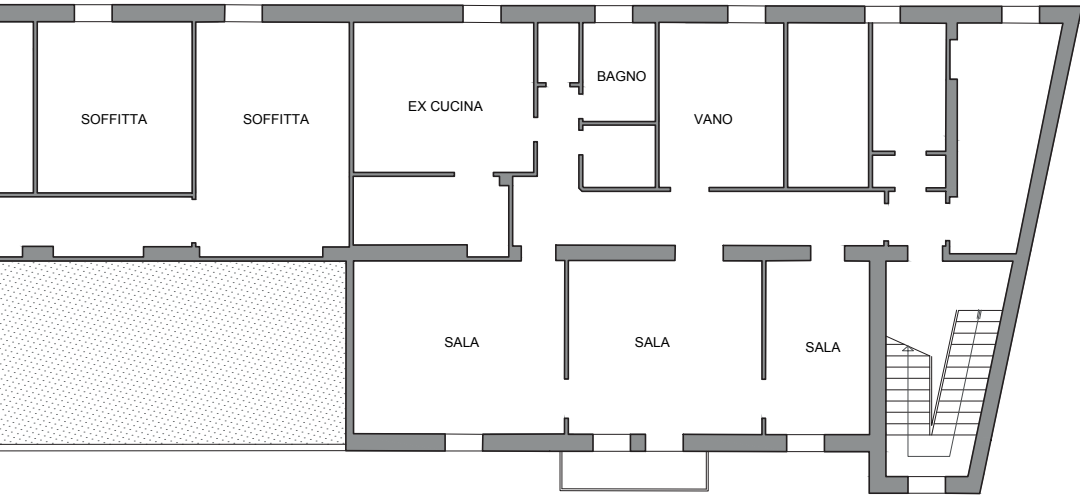 BAGNO
EX CUCINA
SOFFITTA
SOFFITTA
VANO
SALA
SALA
SALA